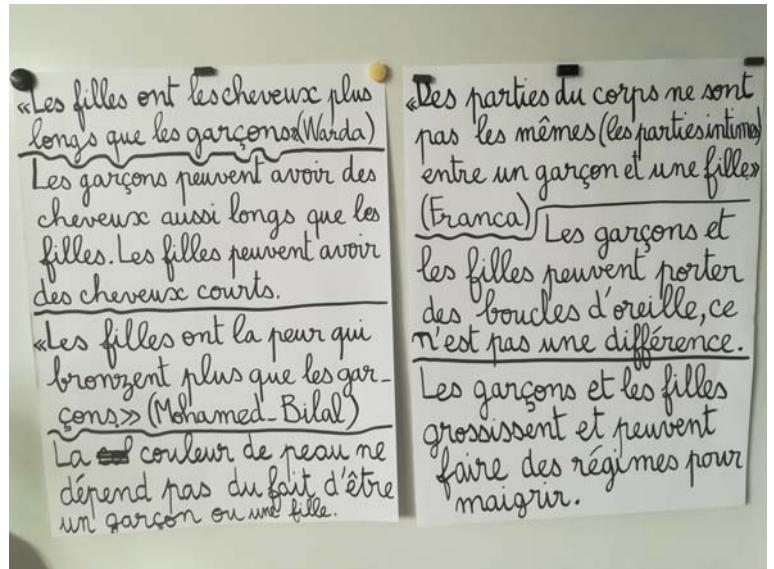 «Les filles ont les cheveux plus
longs que les garçons»(Warda)
Les garçons peuvent avoir des
cheveux aussi longs que les
filles. Les filles peuvent avoir
des cheveux courts.
«Les filles ont la peur qui
bronzent plus que les gar-
çons.» (Mohamed-Bilal)
La couleur de peau ne
dépend pas du fait d'être
un garçon ou une fille.
«Des parties du corps ne sont
pas les mêmes (les parties intimes)
entre un garçon et une fille»
(Franca) Les garçons et
les filles peuvent porter
des boucles d'oreille, ce
n'est pas une différence.
Les garçons et les filles
grossissent et peuvent
faire des régimes pour
maigrir.